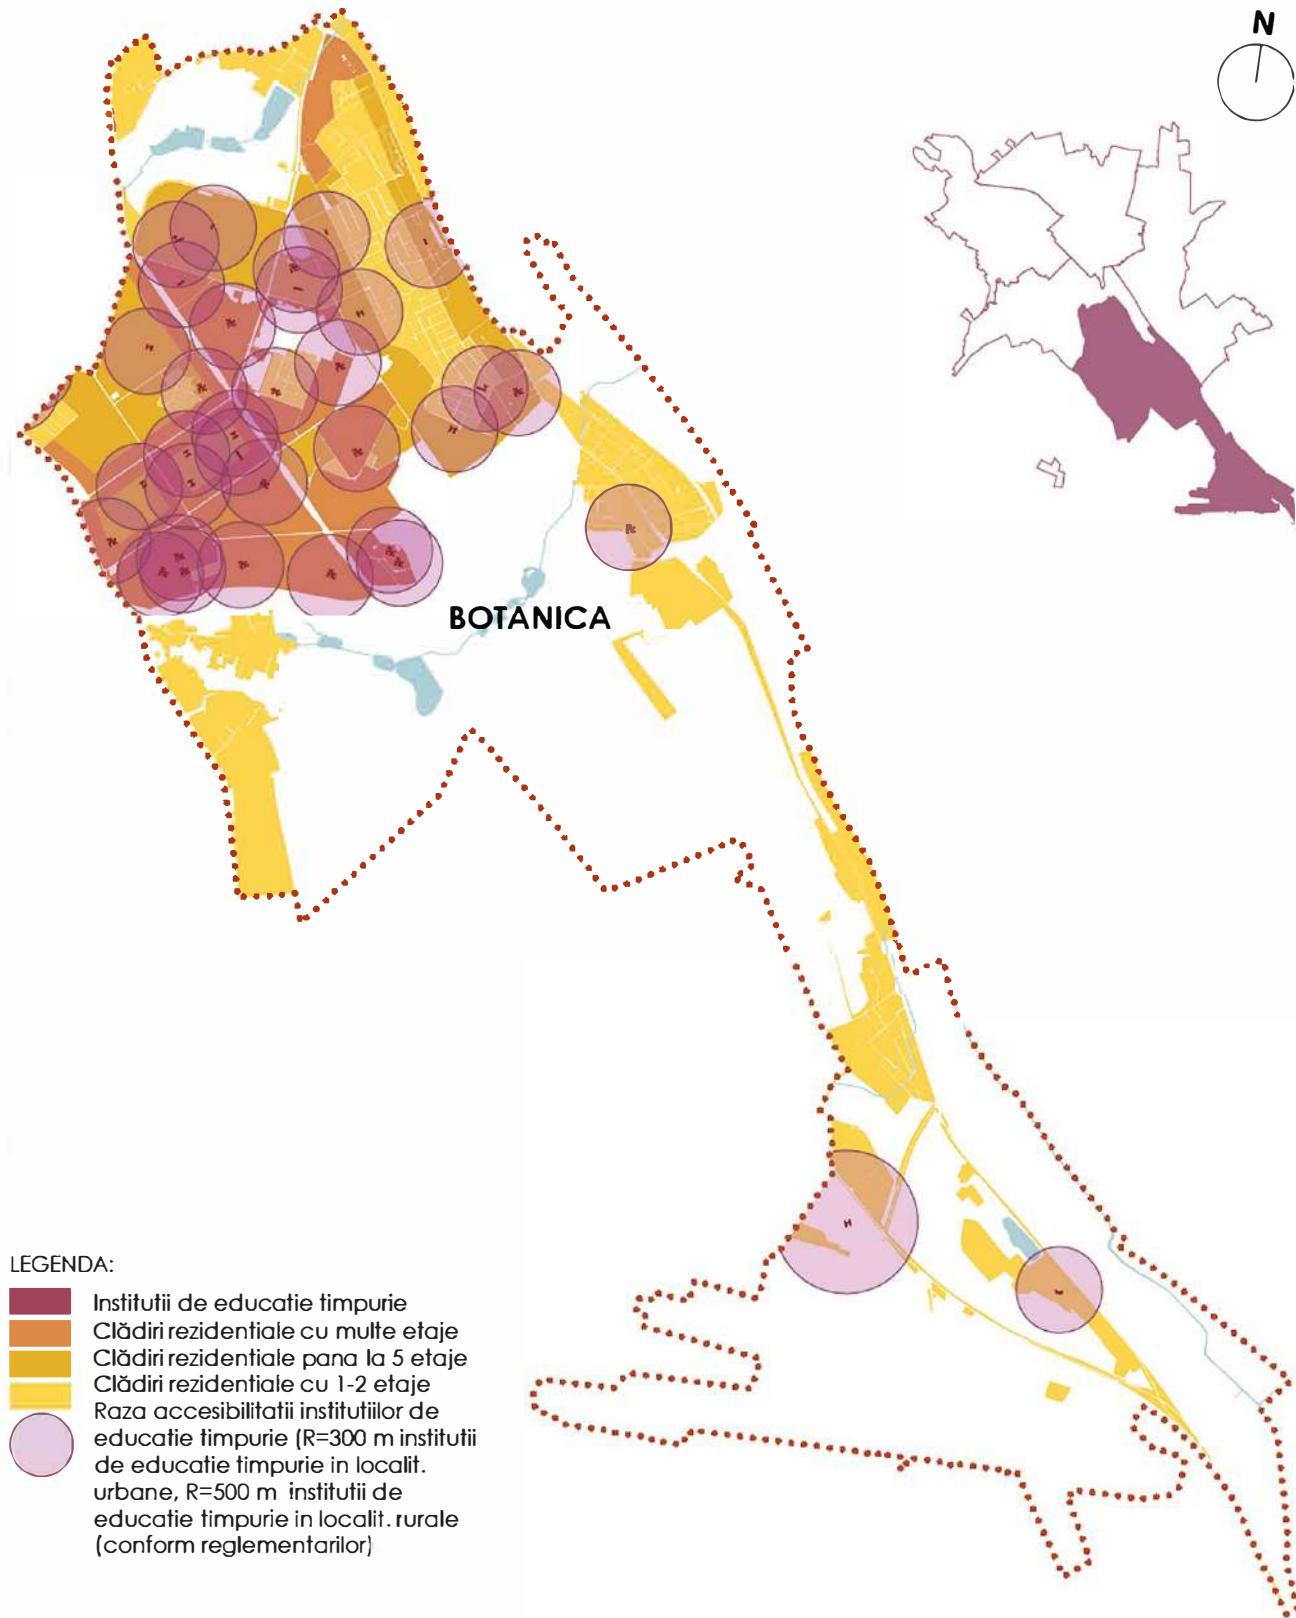 N
BOTANICA
LEGENDA:
Institutii de educatie timpurie
Clădiri rezidentiale cu multe etaje
Clădiri rezidentiale pana la 5 etaje
Clădiri rezidentiale cu 1-2 etaje
Raza accesibilitatii institutiilor de
educatie timpurie (R=300 m institutii
de educatie timpurie in localit.
urbane, R=500 m institutii de
educatie timpurie in localit. rurale
(conform reglementarilor)